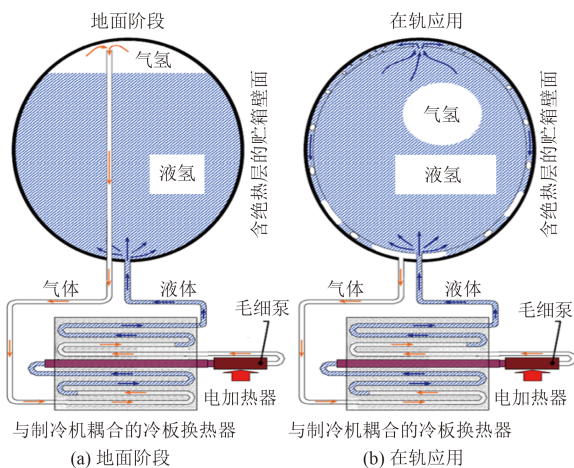 地面阶段
气氢
液氢
含绝热层的贮箱壁面
气体
液体
毛细泵
电加热器
与制冷机耦合的冷板换热器
(a) 地面阶段
在轨应用
气氢
液氢
含绝热层的贮箱壁面
气体
液体
毛细泵
电加热器
与制冷机耦合的冷板换热器
(b) 在轨应用